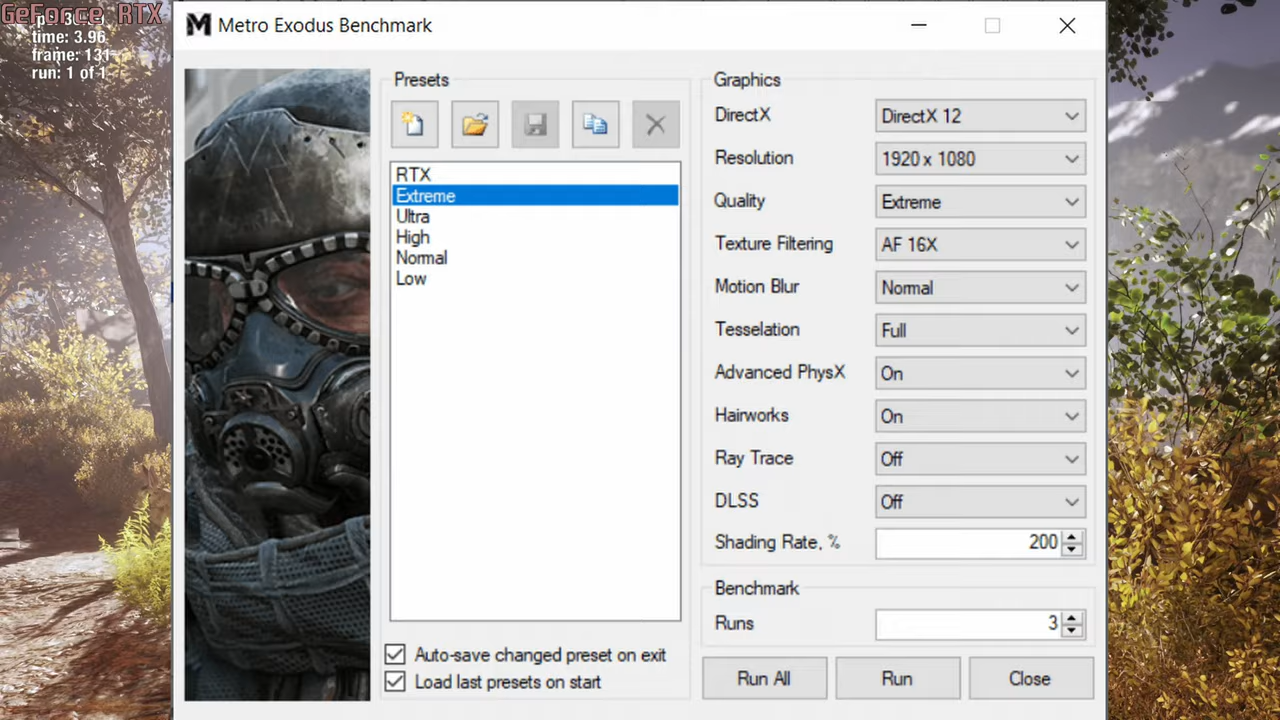 GeForce RTX
time: 3.96
frame: 131
run: 1 of 1
Metro Exodus Benchmark
Presets
RTX
Extreme
Ultra
High
Normal
Low
Auto-save changed preset on exit
Load last presets on start
Graphics
DirectX DirectX 12
Resolution 1920 x 1080
Quality Extreme
Texture Filtering AF 16X
Motion Blur Normal
Tesselation Full
Advanced PhysX On
Hairworks On
Ray Trace Off
DLSS Off
Shading Rate, % 200
Benchmark
Runs 3
Run All Run Close